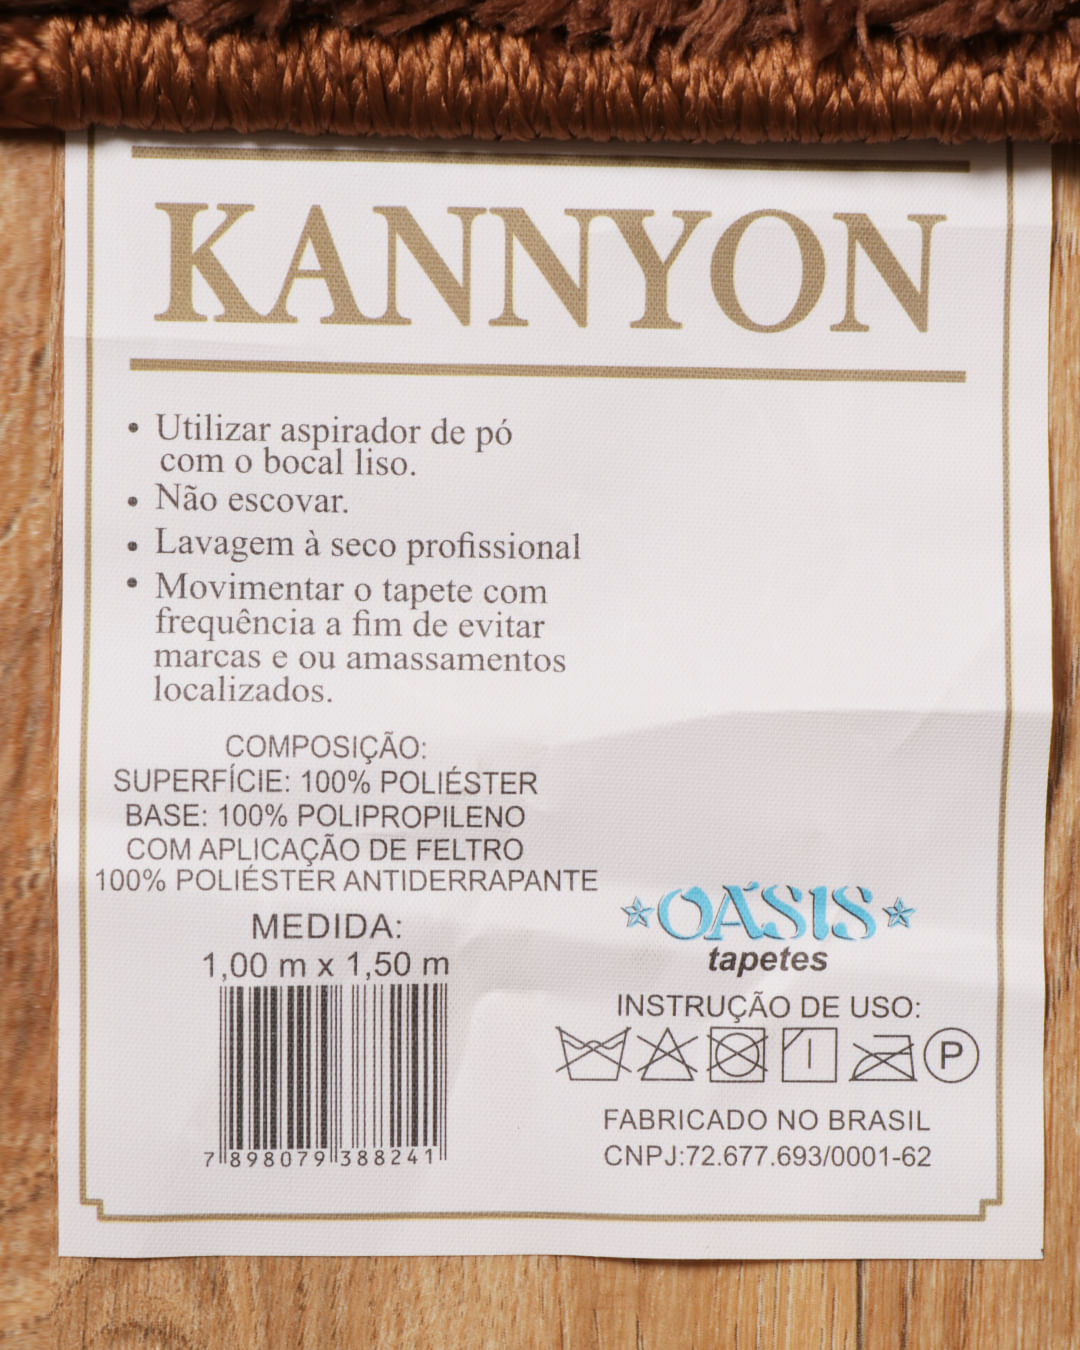 KANNYON
• Utilizar aspirador de pó
com o bocal liso.
• Não escovar.
• Lavagem à seco profissional
• Movimentar o tapete com
frequência a fim de evitar
marcas e ou amassamentos
localizados.
COMPOSIÇÃO:
SUPERFÍCIE: 100% POLIÉSTER
BASE: 100% POLIPROPILENO
COM APLICAÇÃO DE FELTRO
100% POLIÉSTER ANTIDERRAPANTE
MEDIDA:
1,00 m x 1,50 m
7 898079 388241
OÁSIS
tapetes
INSTRUÇÃO DE USO:
P
FABRICADO NO BRASIL
CNPJ:72.677.693/0001-62